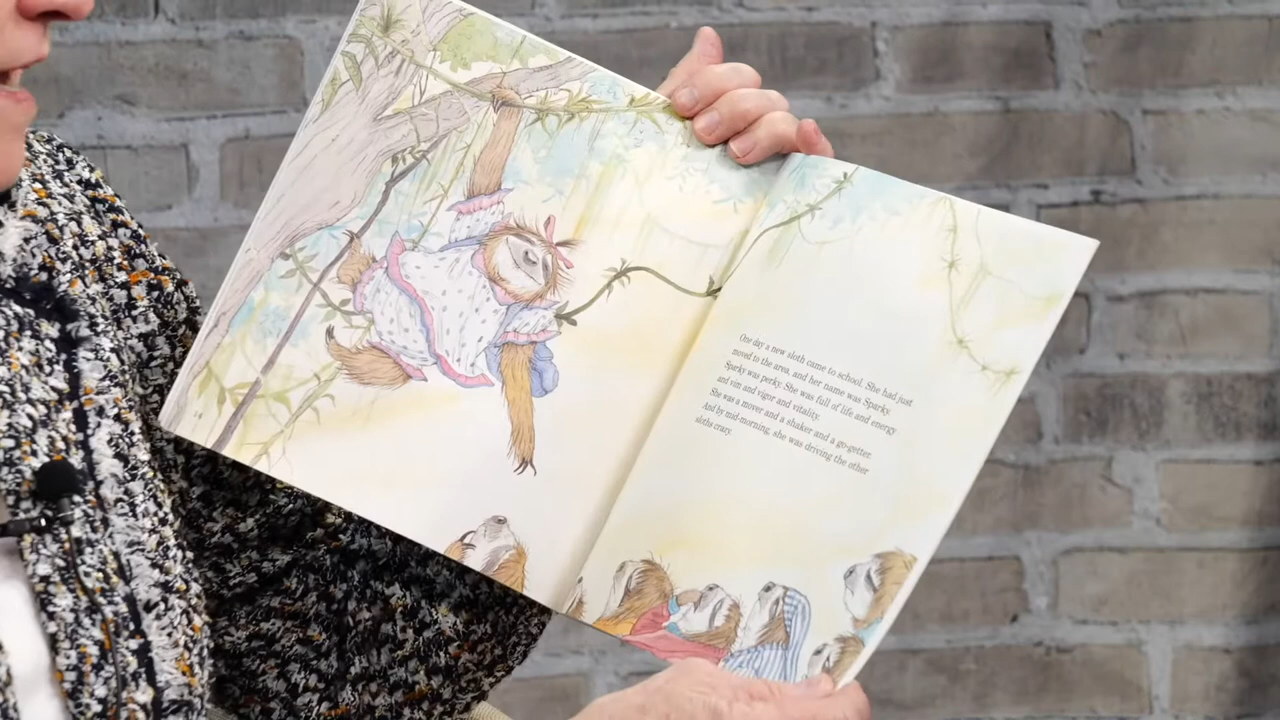 One day a new sloth came to school. She had just
moved to the area, and her name was Sparky.
Sparky was perky. She was full of life and energy
and vim and vigor and vitality.
She was a mover and a shaker and a go-getter.
And by mid-morning, she was driving the other
sloths crazy.